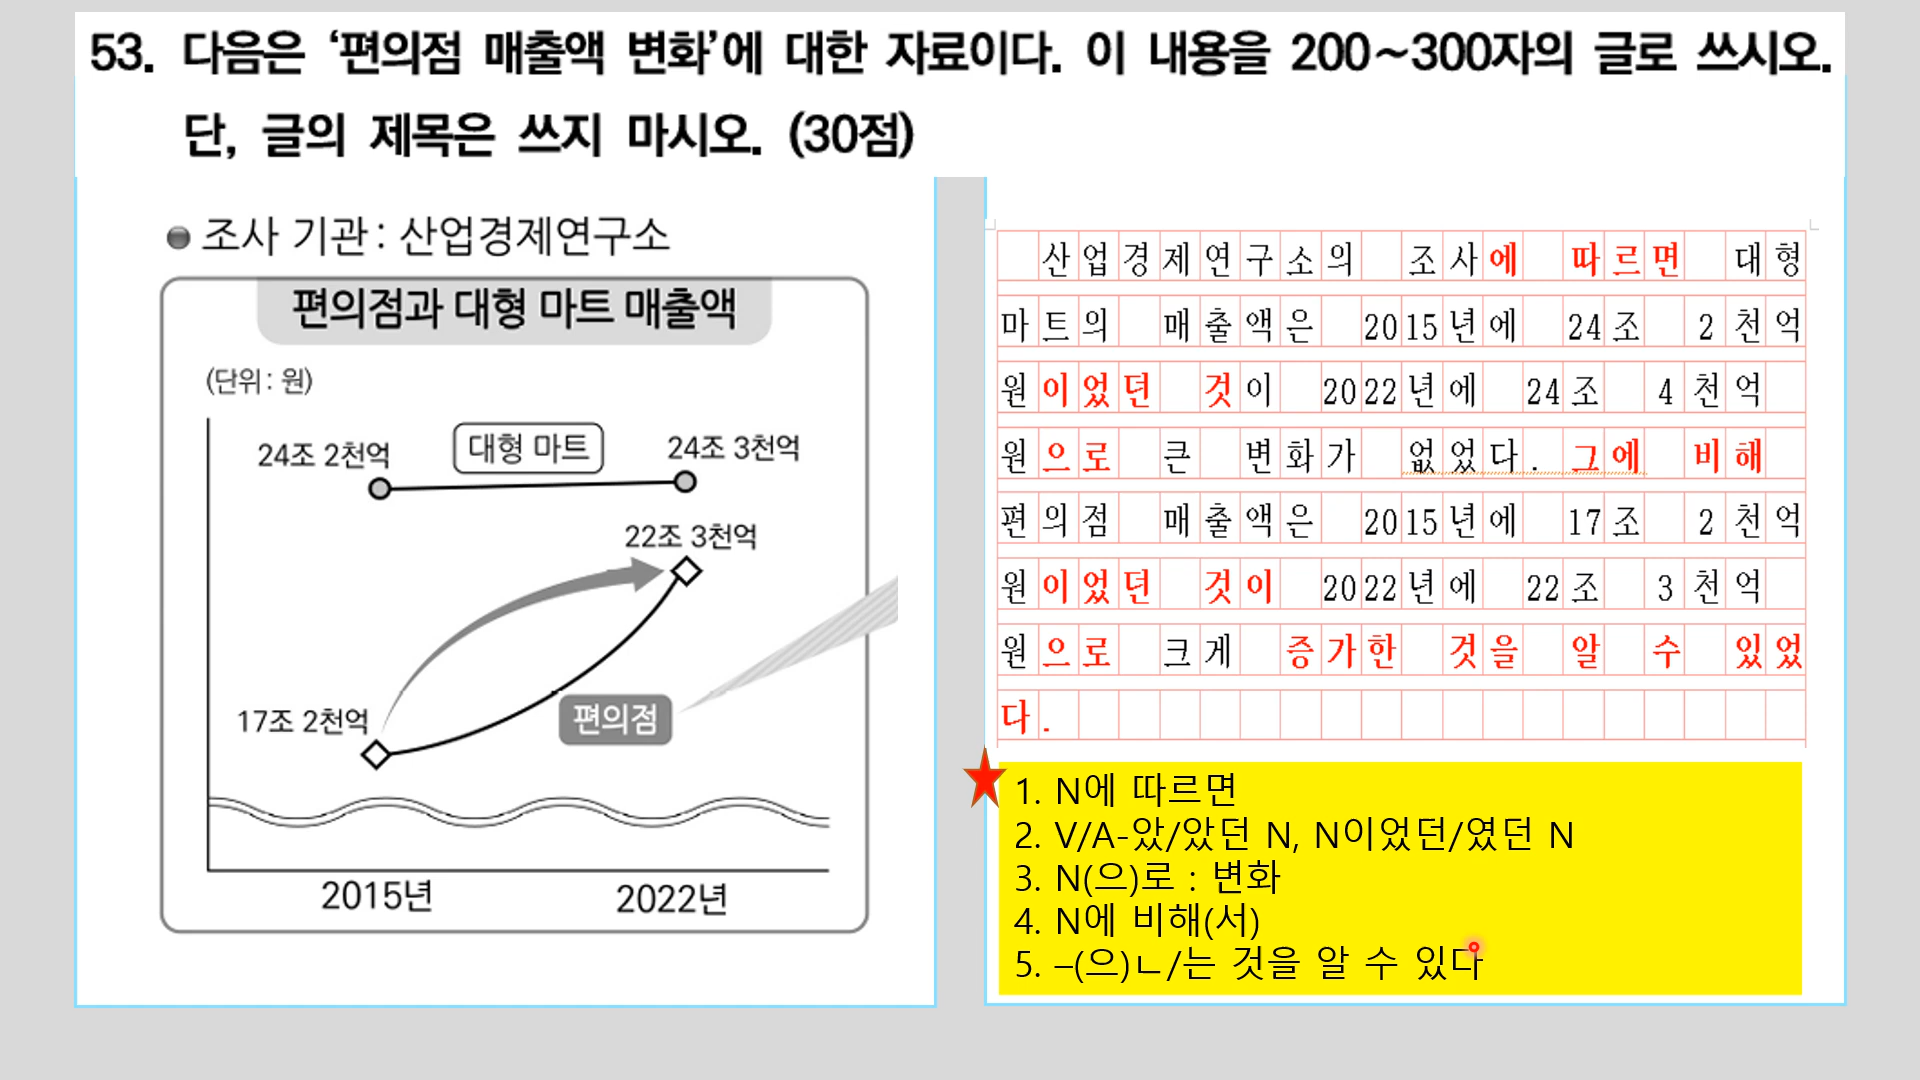 53. 다음은 ‘편의점 매출액 변화’에 대한 자료이다. 이 내용을 200~300자의 글로 쓰시오.
단, 글의 제목은 쓰지 마시오. (30점)
조사 기관 : 산업경제연구소
편의점과 대형 마트 매출액
(단위 : 원)
24조 2천억
대형 마트
24조 3천억
22조 3천억
17조 2천억
편의점
2015년
2022년
산업경제연구소의 조사에 따르면 대형
마트의 매출액은 2015년에 24조 2천억
원이었던 것이 2022년에 24조 4천억
원으로 큰 변화가 없었다. 그에 비해
편의점 매출액은 2015년에 17조 2천억
원이었던 것이 2022년에 22조 3천억
원으로 크게 증가한 것을 알 수 있었
다.
1. N에 따르면
2. V/A-았/았던 N, N이었던/였던 N
3. N(으)로 : 변화
4. N에 비해(서)
5. –(으)ㄴ/는 것을 알 수 있다